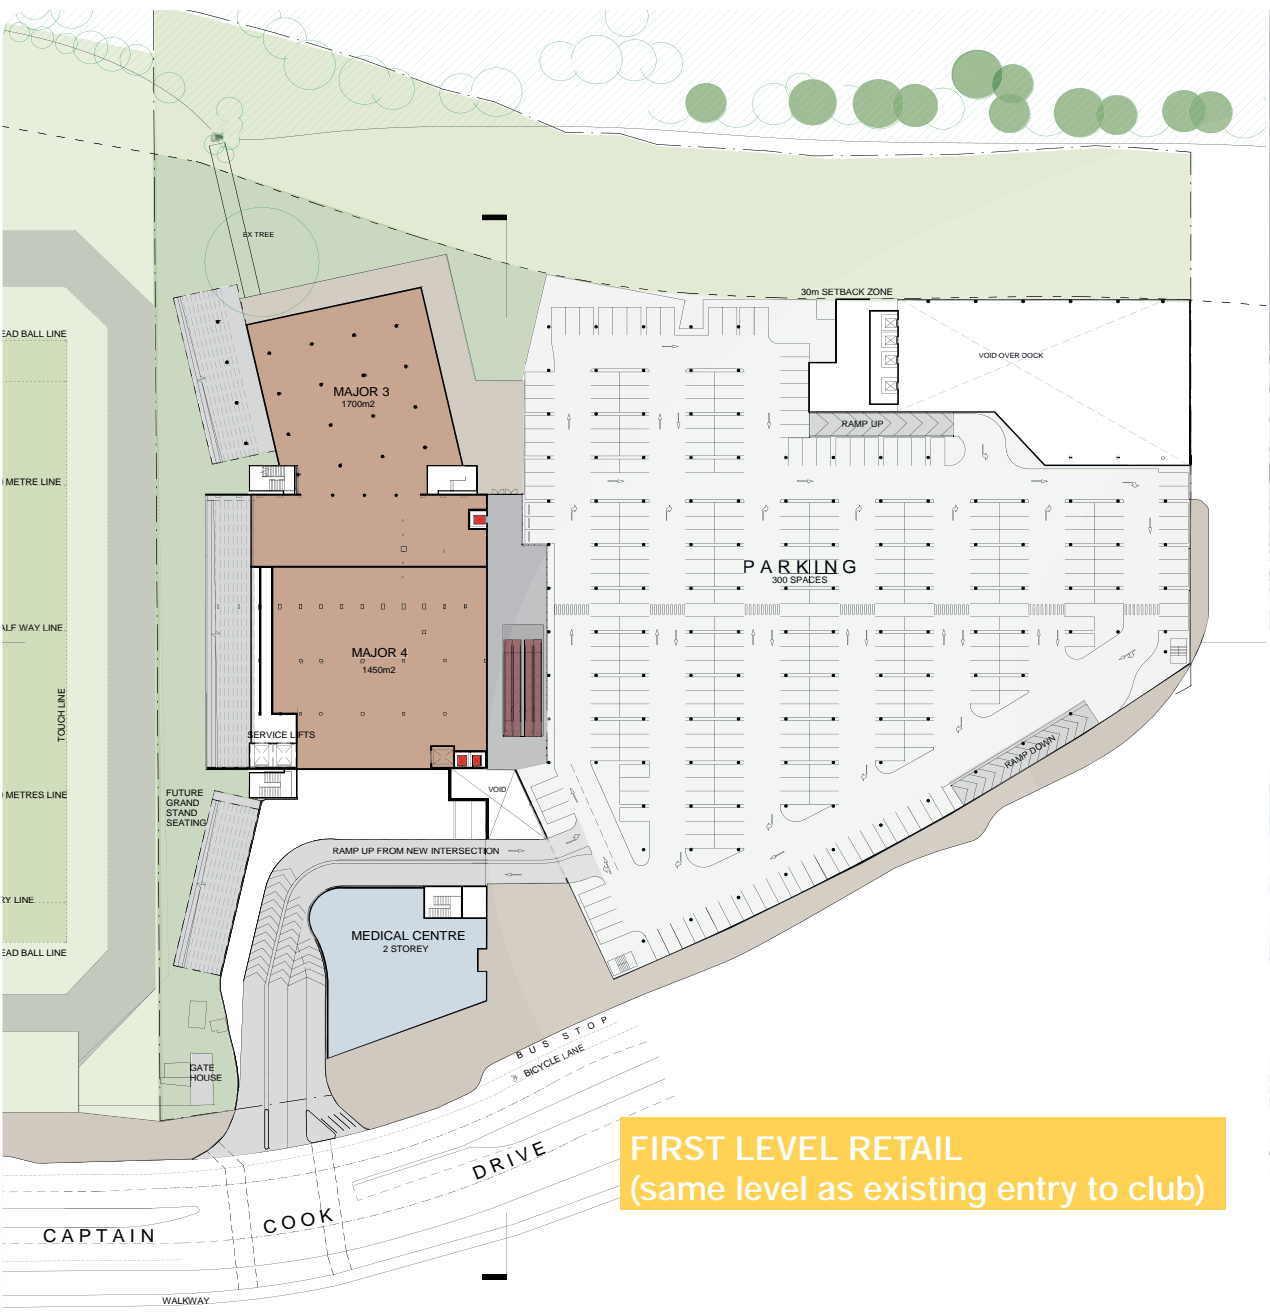 EX TREE
30m SETBACK ZONE
EAD BALL LINE
VOID OVER DOCK
MAJOR 3
1700m2
RAMP UP
METRE LINE
PARKING
300 SPACES
ALF WAY LINE
MAJOR 4
1450m2
TOUCH LINE
SERVICE LIFTS
RAMP DOWN
VOID
METRES LINE
FUTURE
GRAND
STAND
SEATING
RAMP UP FROM NEW INTERSECTION
RY LINE
MEDICAL CENTRE
2 STOREY
EAD BALL LINE
BUS STOP
BICYCLE LANE
GATE
HOUSE
FIRST LEVEL RETAIL
(same level as existing entry to club)
CAPTAIN COOK DRIVE
WALKWAY